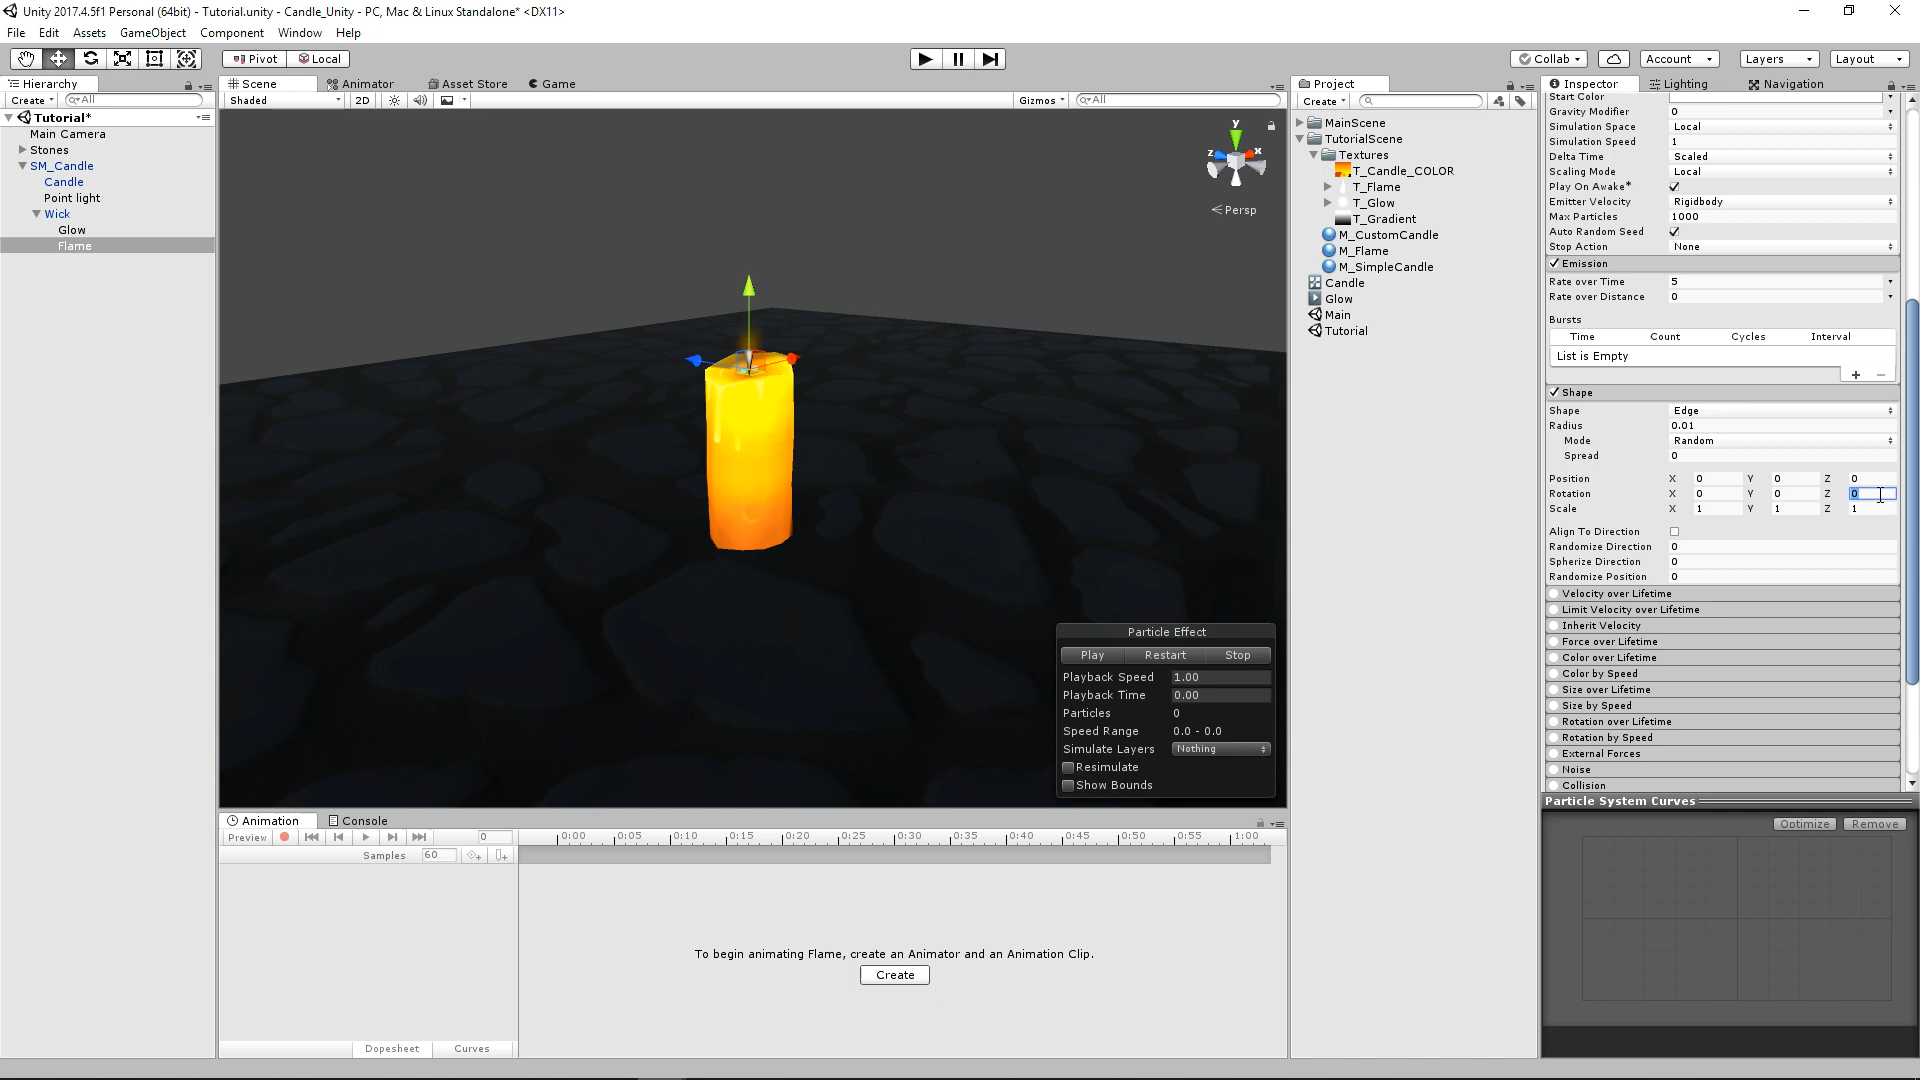 Unity 2017.4.5f1 Personal (64bit) - Tutorial.unity - Candle_Unity - PC, Mac & Linux Standalone* <DX11>
File Edit Assets GameObject Component Window Help
Pivot Local Collab Account Layers Layout
Hierarchy
Create All
Tutorial*
Main Camera
Stones
SM_Candle
Candle
Point light
Wick
Glow
Flame
Scene Animator Asset Store Game
Shaded 2D Gizmos All
y
z x
Persp
Particle Effect
Play Restart Stop
Playback Speed 1.00
Playback Time 0.00
Particles 0
Speed Range 0.0 - 0.0
Simulate Layers Nothing
Resimulate
Show Bounds
Animation Console
Preview 0 0:00 0:05 0:10 0:15 0:20 0:25 0:30 0:35 0:40 0:45 0:50 0:55 1:00
Samples 60
To begin animating Flame, create an Animator and an Animation Clip.
Create
Dopesheet Curves
Project
Create
MainScene
TutorialScene
Textures
T_Candle_COLOR
T_Flame
T_Glow
T_Gradient
M_CustomCandle
M_Flame
M_SimpleCandle
Candle
Glow
Main
Tutorial
Inspector Lighting Navigation
Start Color
Gravity Modifier 0
Simulation Space Local
Simulation Speed 1
Delta Time Scaled
Scaling Mode Local
Play On Awake*
Emitter Velocity Rigidbody
Max Particles 1000
Auto Random Seed
Stop Action None
Emission
Rate over Time 5
Rate over Distance 0
Bursts
Time Count Cycles Interval
List is Empty
Shape
Shape Edge
Radius 0.01
Mode Random
Spread 0
Position X 0 Y 0 Z 0
Rotation X 0 Y 0 Z 0
Scale X 1 Y 1 Z 1
Align To Direction
Randomize Direction 0
Spherize Direction 0
Randomize Position 0
Velocity over Lifetime
Limit Velocity over Lifetime
Inherit Velocity
Force over Lifetime
Color over Lifetime
Color by Speed
Size over Lifetime
Size by Speed
Rotation over Lifetime
Rotation by Speed
External Forces
Noise
Collision
Particle System Curves
Optimize Remove